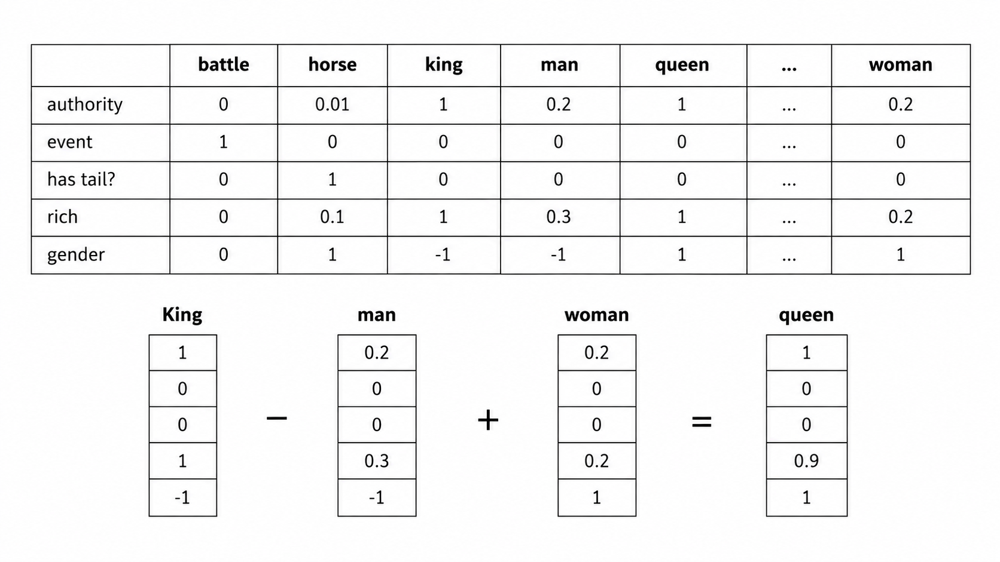 battle horse king man queen ... woman
authority 0 0.01 1 0.2 1 ... 0.2
event 1 0 0 0 0 ... 0
has tail? 0 1 0 0 0 ... 0
rich 0 0.1 1 0.3 1 ... 0.2
gender 0 1 -1 -1 1 ... 1
King man woman queen
1 0.2 0.2 1
0 0 0 0
− + =
0 0 0 0
1 0.3 0.2 0.9
-1 -1 1 1